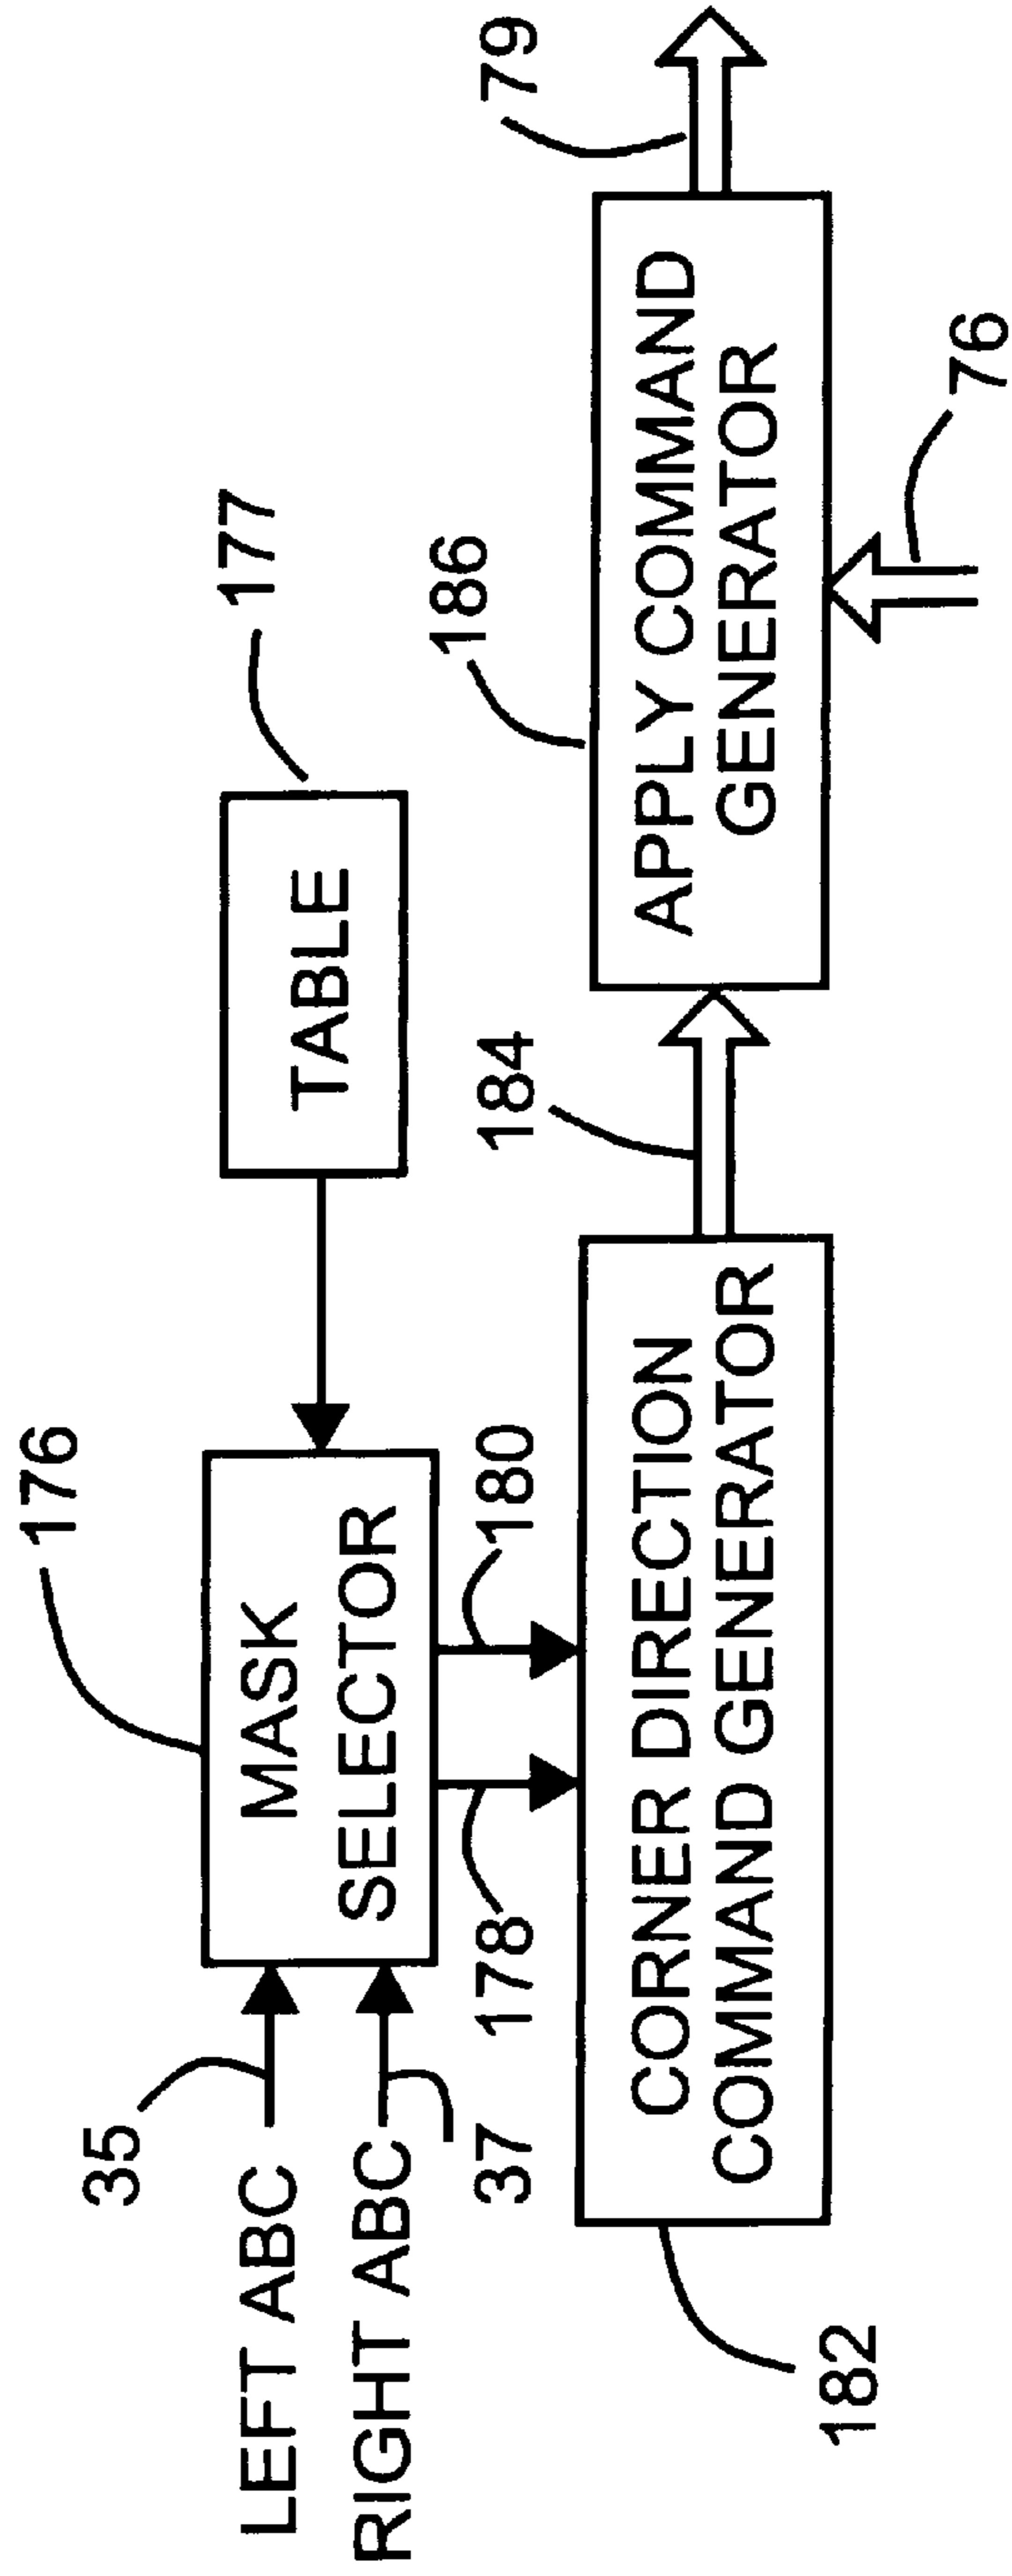 176
177
35
LEFT ABC
RIGHT ABC
37
MASK
SELECTOR
TABLE
178
180
184
186
79
CORNER DIRECTION
COMMAND GENERATOR
APPLY COMMAND
GENERATOR
182
76